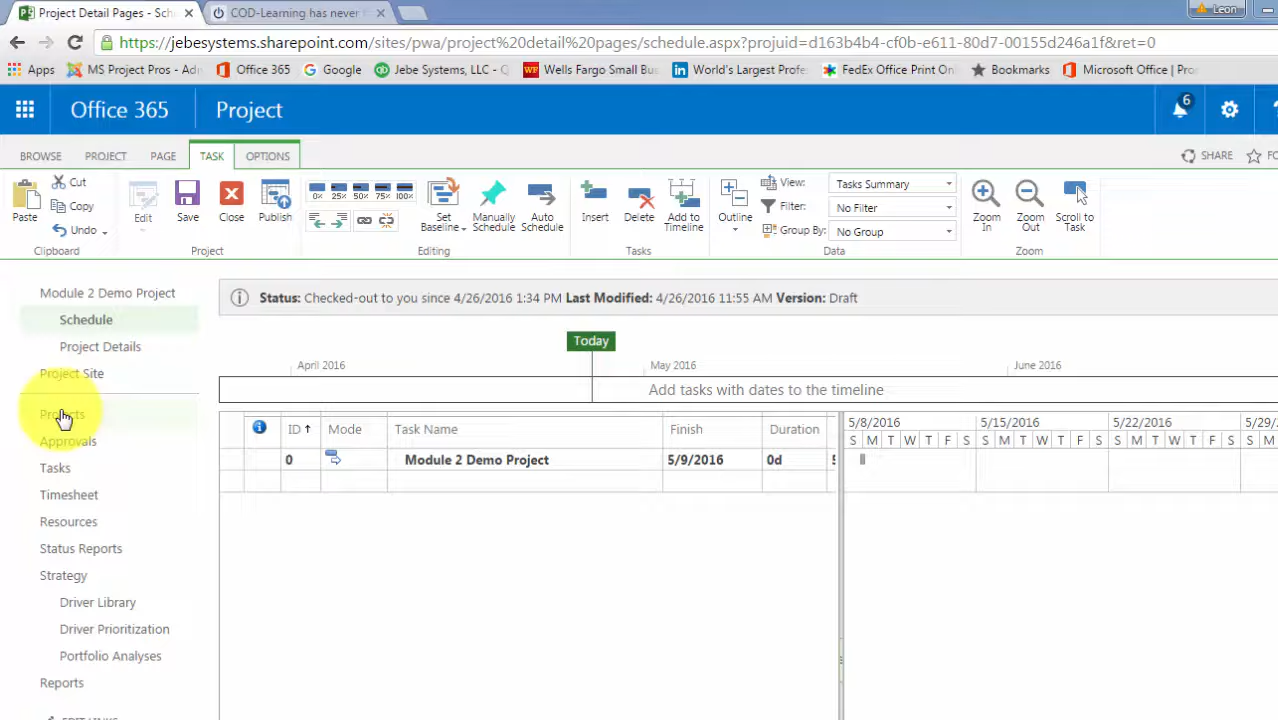 Project Detail Pages - Sch
COD-Learning has never
Leon
https://jebesystems.sharepoint.com/sites/pwa/project%20detail%20pages/schedule.aspx?projuid=d163b4b4-cf0b-e611-80d7-00155d246a1f&ret=0
Apps MS Project Pros - Adm Office 365 Google Jebe Systems, LLC - Q Wells Fargo Small Bus World's Largest Profe FedEx Office Print Onl Bookmarks Microsoft Office | Pro
Office 365 Project 6
BROWSE PROJECT PAGE TASK OPTIONS SHARE FO
Paste Cut Copy Undo
Clipboard
Edit Save Close Publish
Project
0× 25× 50× 75× 100×
Set Baseline Manually Schedule Auto Schedule
Editing
Insert Delete Add to Timeline
Tasks
Outline View: Tasks Summary
Filter: No Filter
Group By: No Group
Data
Zoom In Zoom Out Scroll to Task
Zoom
Module 2 Demo Project
Schedule
Project Details
Project Site
Projects
Approvals
Tasks
Timesheet
Resources
Status Reports
Strategy
Driver Library
Driver Prioritization
Portfolio Analyses
Reports
EDIT LINKS
Status: Checked-out to you since 4/26/2016 1:34 PM Last Modified: 4/26/2016 11:55 AM Version: Draft
Today
April 2016 May 2016 June 2016
Add tasks with dates to the timeline
ID Mode Task Name Finish Duration
0 Module 2 Demo Project 5/9/2016 0d
5/8/2016 5/15/2016 5/22/2016 5/29/
S M T W T F S S M T W T F S S M T W T F S S M